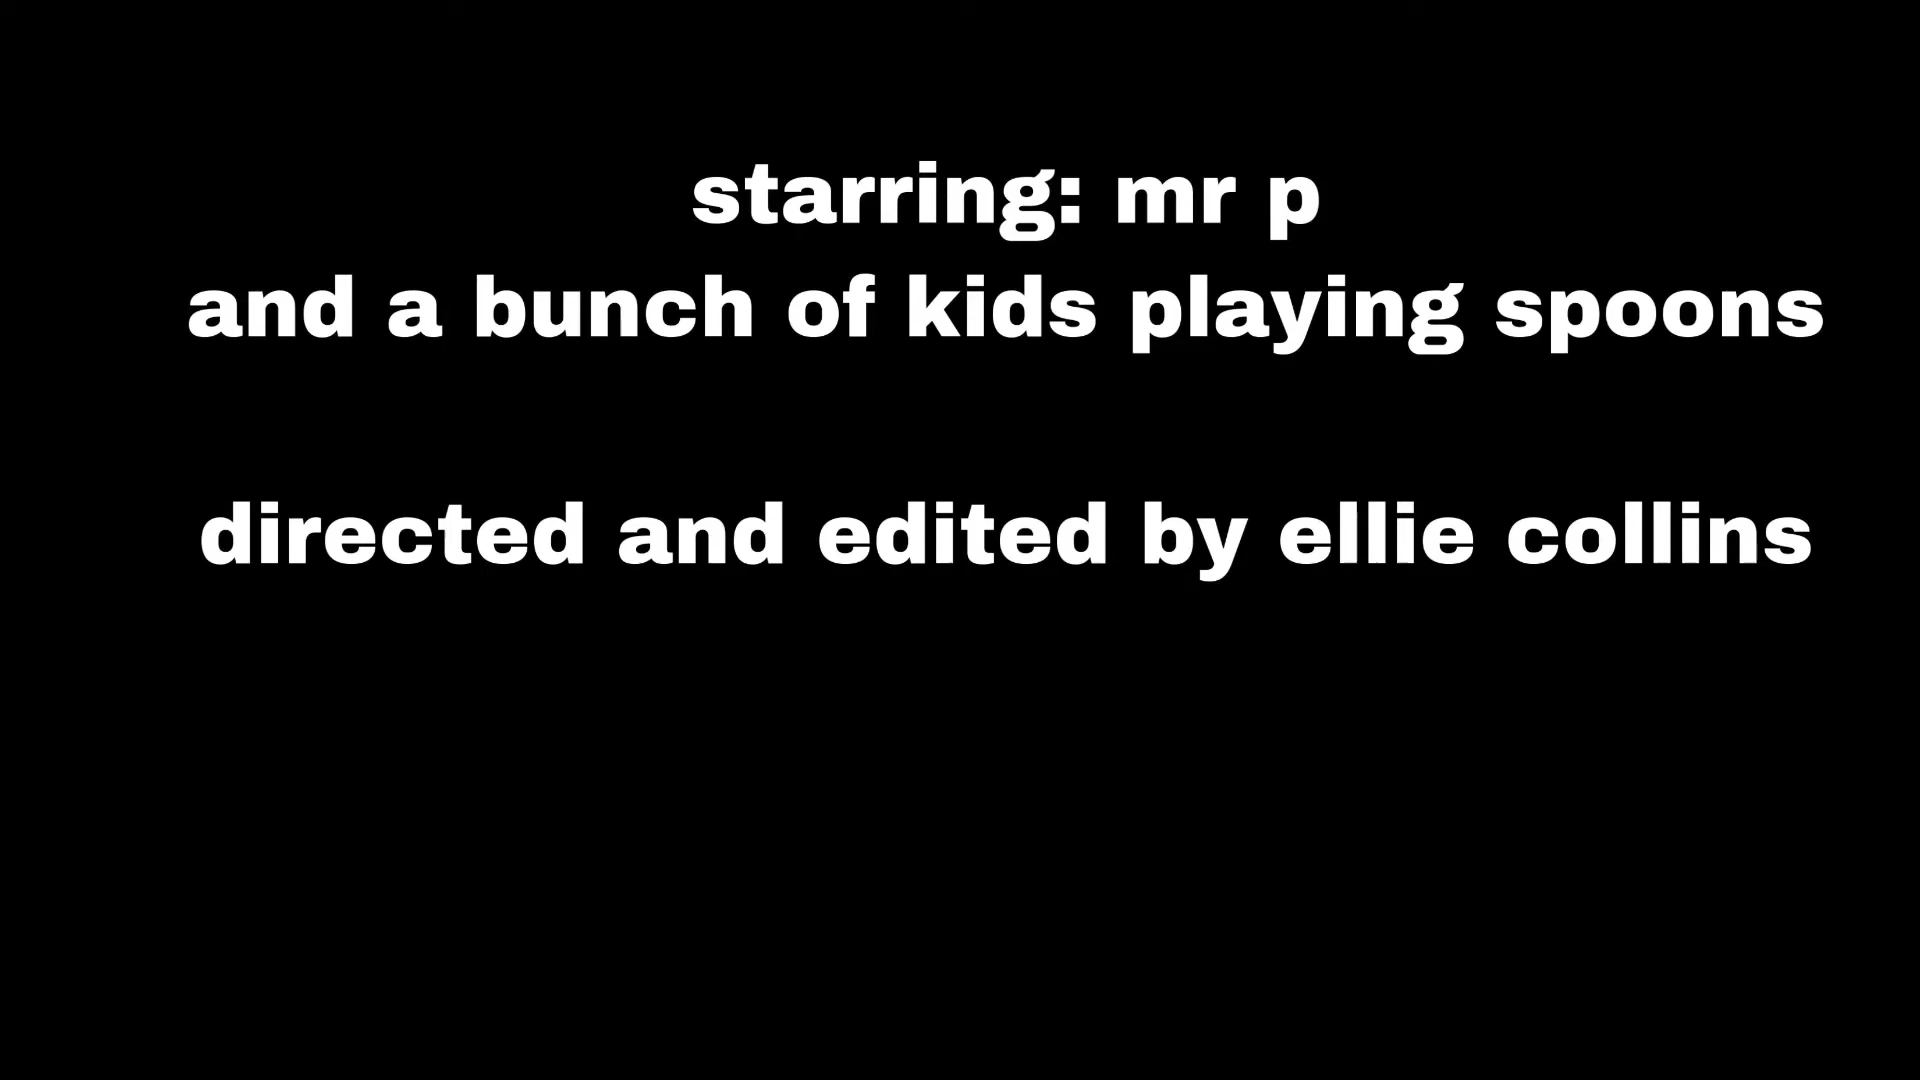 starring: mr p
and a bunch of kids playing spoons
directed and edited by ellie collins